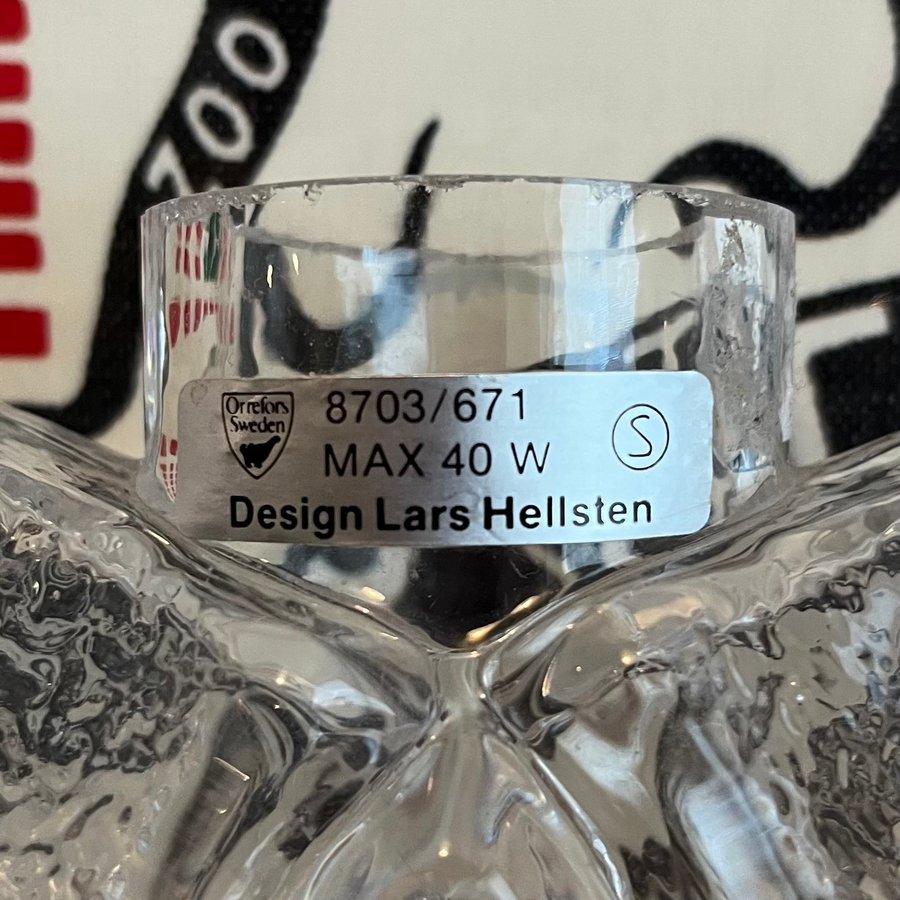 700
Orrefors
Sweden
8703/671
MAX 40 W
S
Design Lars Hellsten